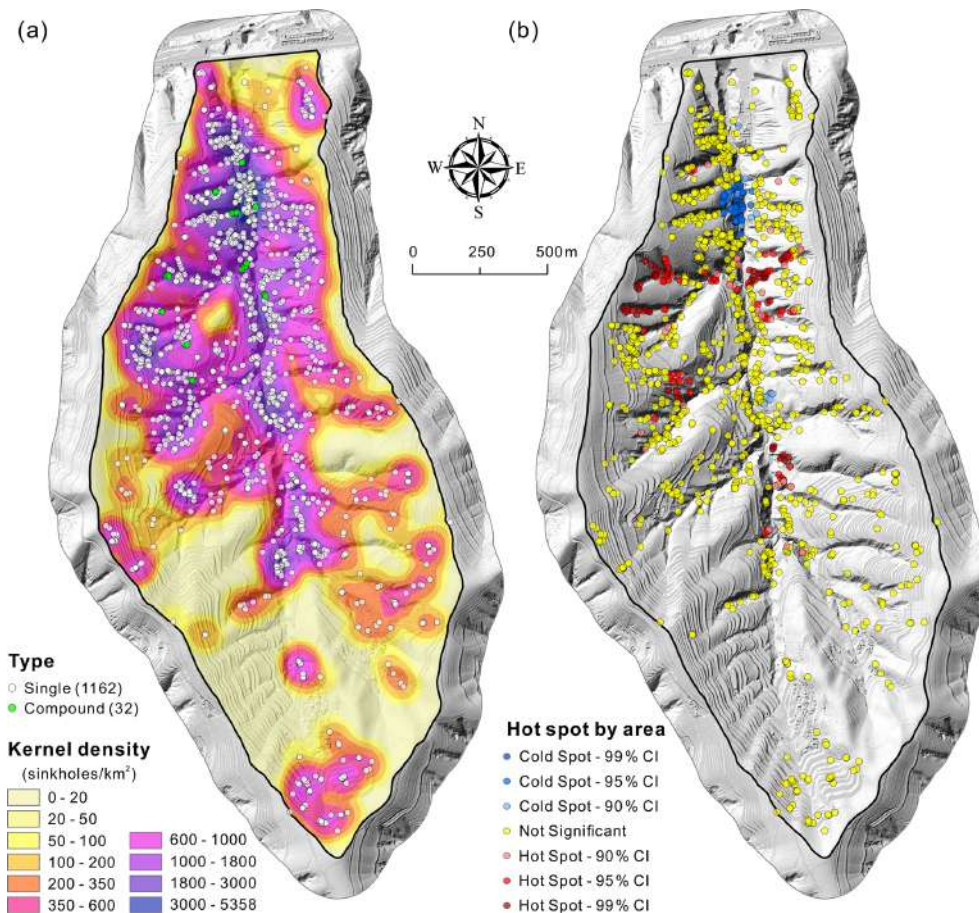 (a)
(b)
N
W E
S
0 250 500 m
Type
Single (1162)
Compound (32)
Kernel density
(sinkholes/km²)
0 - 20
20 - 50
50 - 100
100 - 200
200 - 350
350 - 600
600 - 1000
1000 - 1800
1800 - 3000
3000 - 5358
Hot spot by area
Cold Spot - 99% CI
Cold Spot - 95% CI
Cold Spot - 90% CI
Not Significant
Hot Spot - 90% CI
Hot Spot - 95% CI
Hot Spot - 99% CI